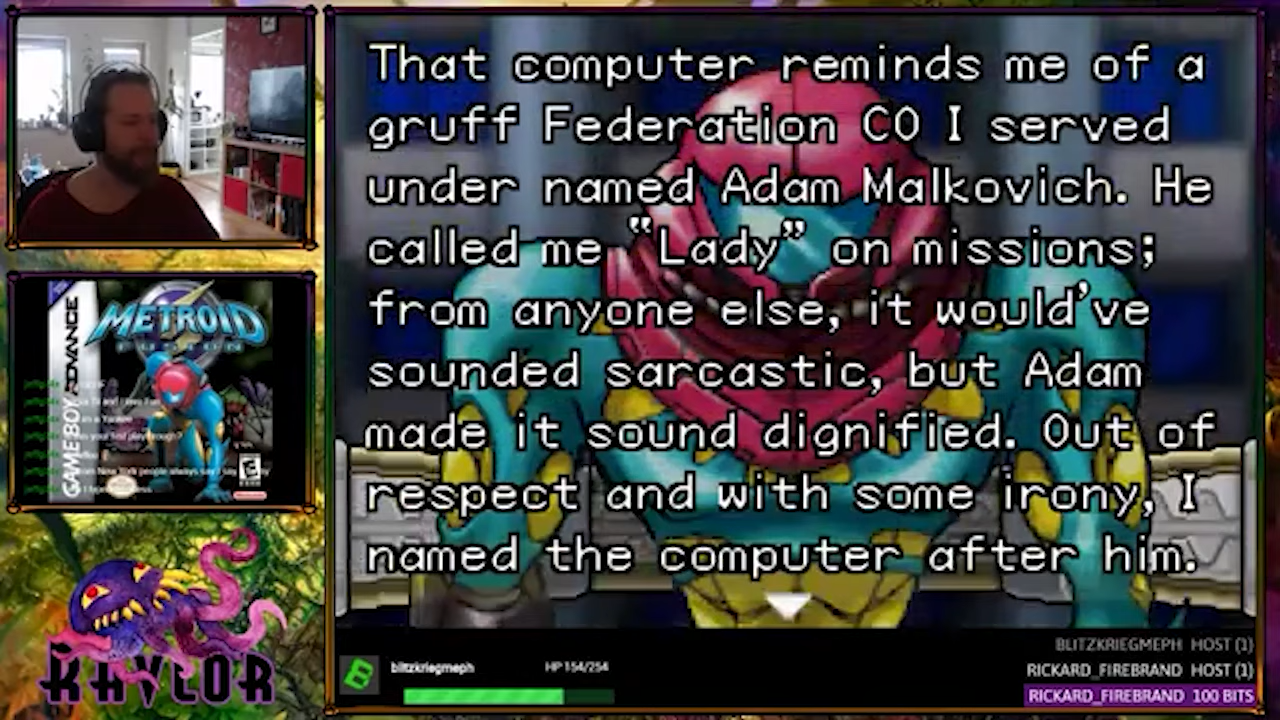 That computer reminds me of a
gruff Federation CO I served
under named Adam Malkovich. He
called me “Lady” on missions;
from anyone else, it would’ve
sounded sarcastic, but Adam
made it sound dignified. Out of
respect and with some irony, I
named the computer after him.
GAME BOY ADVANCE
METROID
RAYLOR
blitzkriegmeph HP 154/254
BLITZKRIEGMEPH HOST (1)
RICKARD_FIREBRAND HOST (1)
RICKARD_FIREBRAND 100 BITS